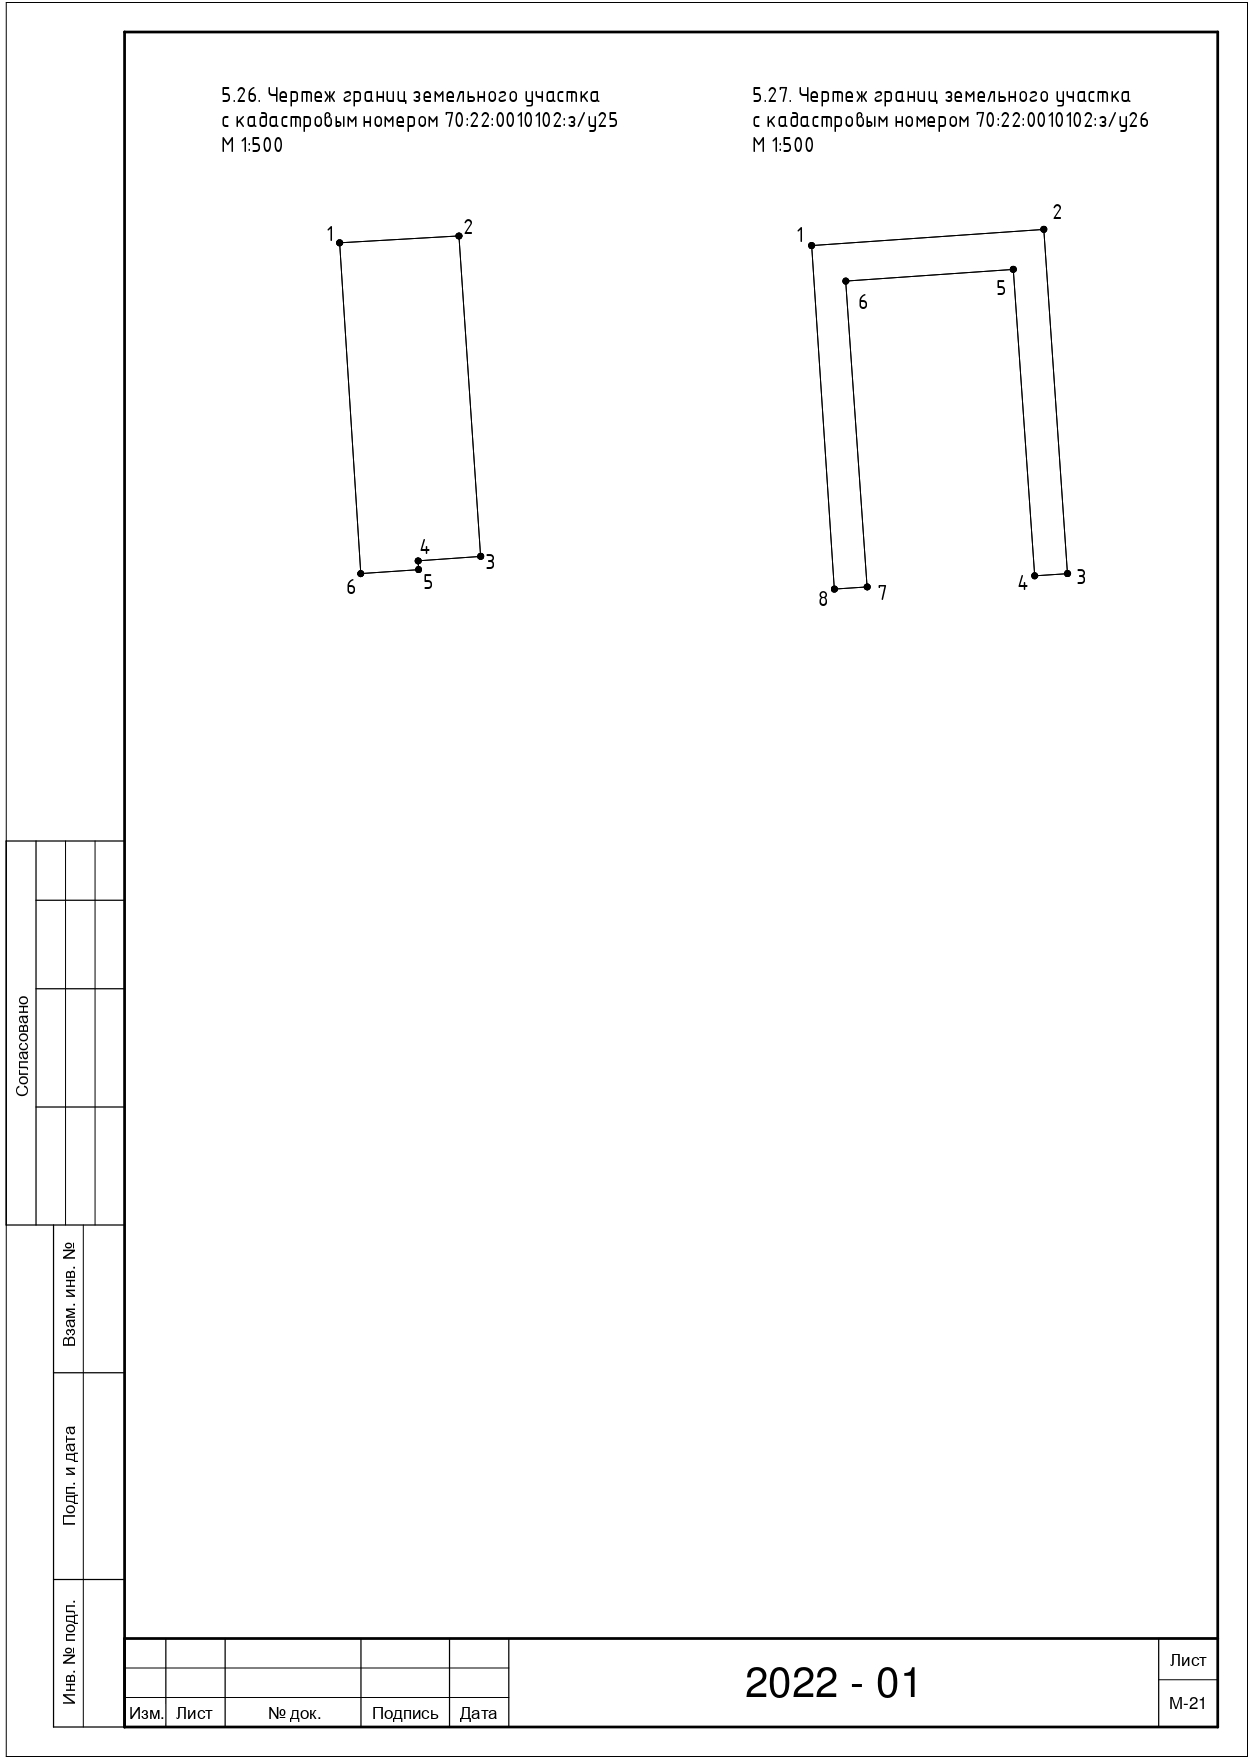 5.26. Чертеж границ земельного участка
с кадастровым номером 70:22:0010102:з/у25
М 1:500
5.27. Чертеж границ земельного участка
с кадастровым номером 70:22:0010102:з/у26
М 1:500
1
2
3
4
5
6
1
2
3
4
5
6
7
8
Согласовано
Взам. инв. №
Подп. и дата
Инв. № подл.
Изм. Лист № док. Подпись Дата
2022 - 01
Лист
М-21